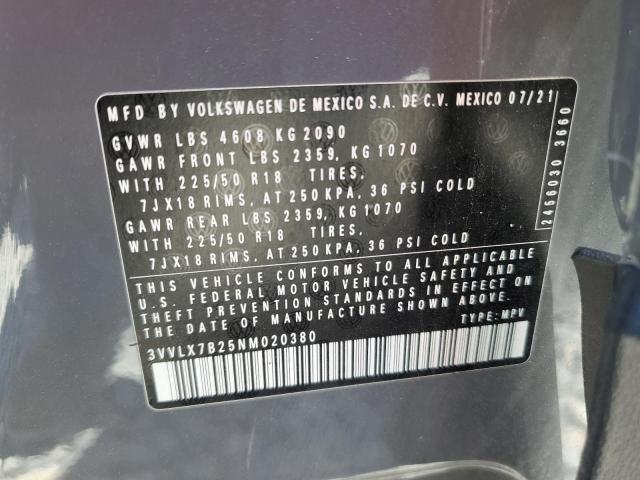 MFD BY VOLKSWAGEN DE MEXICO S.A. DE C.V. MEXICO 07/21
GVWR LBS 4608 KG 2090
GAWR FRONT LBS 2359, KG 1070
WITH 225/50 R18 TIRES,
7JX18 RIMS, AT 250 KPA, 36 PSI COLD
GAWR REAR LBS 2359, KG 1070
WITH 225/50 R18 TIRES,
7JX18 RIMS, AT 250 KPA, 36 PSI COLD
THIS VEHICLE CONFORMS TO ALL APPLICABLE
U.S. FEDERAL MOTOR VEHICLE SAFETY AND
THEFT PREVENTION STANDARDS IN EFFECT ON
THE DATE OF MANUFACTURE SHOWN ABOVE.
3VVLX7B25NM020380
TYPE: MPV
2456030 3660